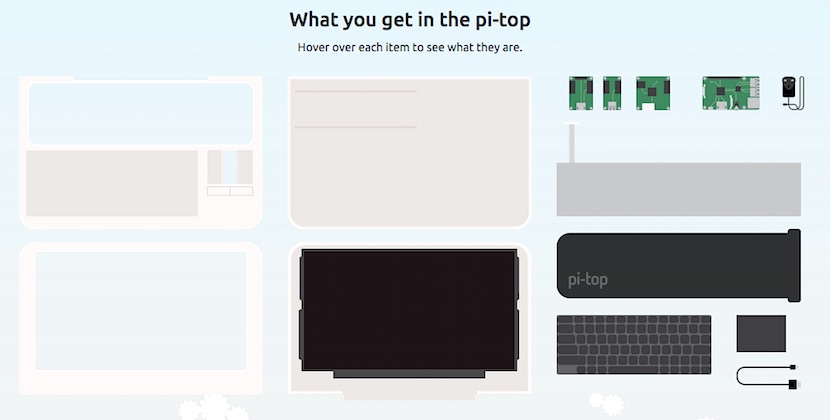 What you get in the pi-top
Hover over each item to see what they are.
pi-top